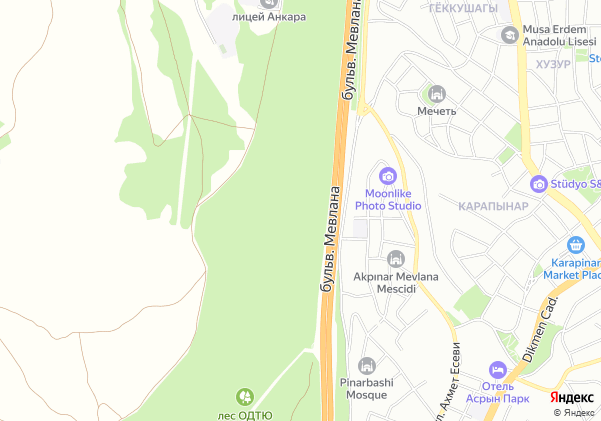 ГЁККУШАГЫ
лицей Анкара
Musa Erdem
Anadolu Lisesi
бульв. Мевлана
ХУЗУР
Мечеть
Moonlike
Photo Studio
Stüdyo S&
КАРАПЫНАР
бульв. Мевлана
Karapinar
Market Plac
Akpınar Mevlana
Mescidi
Dikmen Cad.
Pinarbashi
Mosque
ул. Ахмет Есеви
Отель
Асрын Парк
лес ОДТЮ
Яндекс
© Яндекс